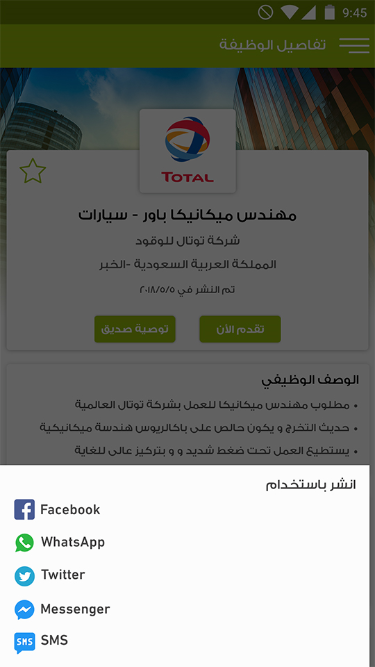 9:45
تفاصيل الوظيفة
TOTAL
مهندس ميكانيكا باور - سيارات
شركة توتال للوقود
المملكة العربية السعودية -الخبر
تم النشر في ٢٠١٨/٥/٥
تقدم الآن
توصية صديق
الوصف الوظيفي
• مطلوب مهندس ميكانيكا للعمل بشركة توتال العالمية
• حديث التخرج و يكون حالص على باكالريوس هندسة ميكانيكية
• يستطيع العمل تحت ضغط شديد و و بتركيز عالى للغاية
انشر باستخدام
Facebook
WhatsApp
Twitter
Messenger
SMS SMS